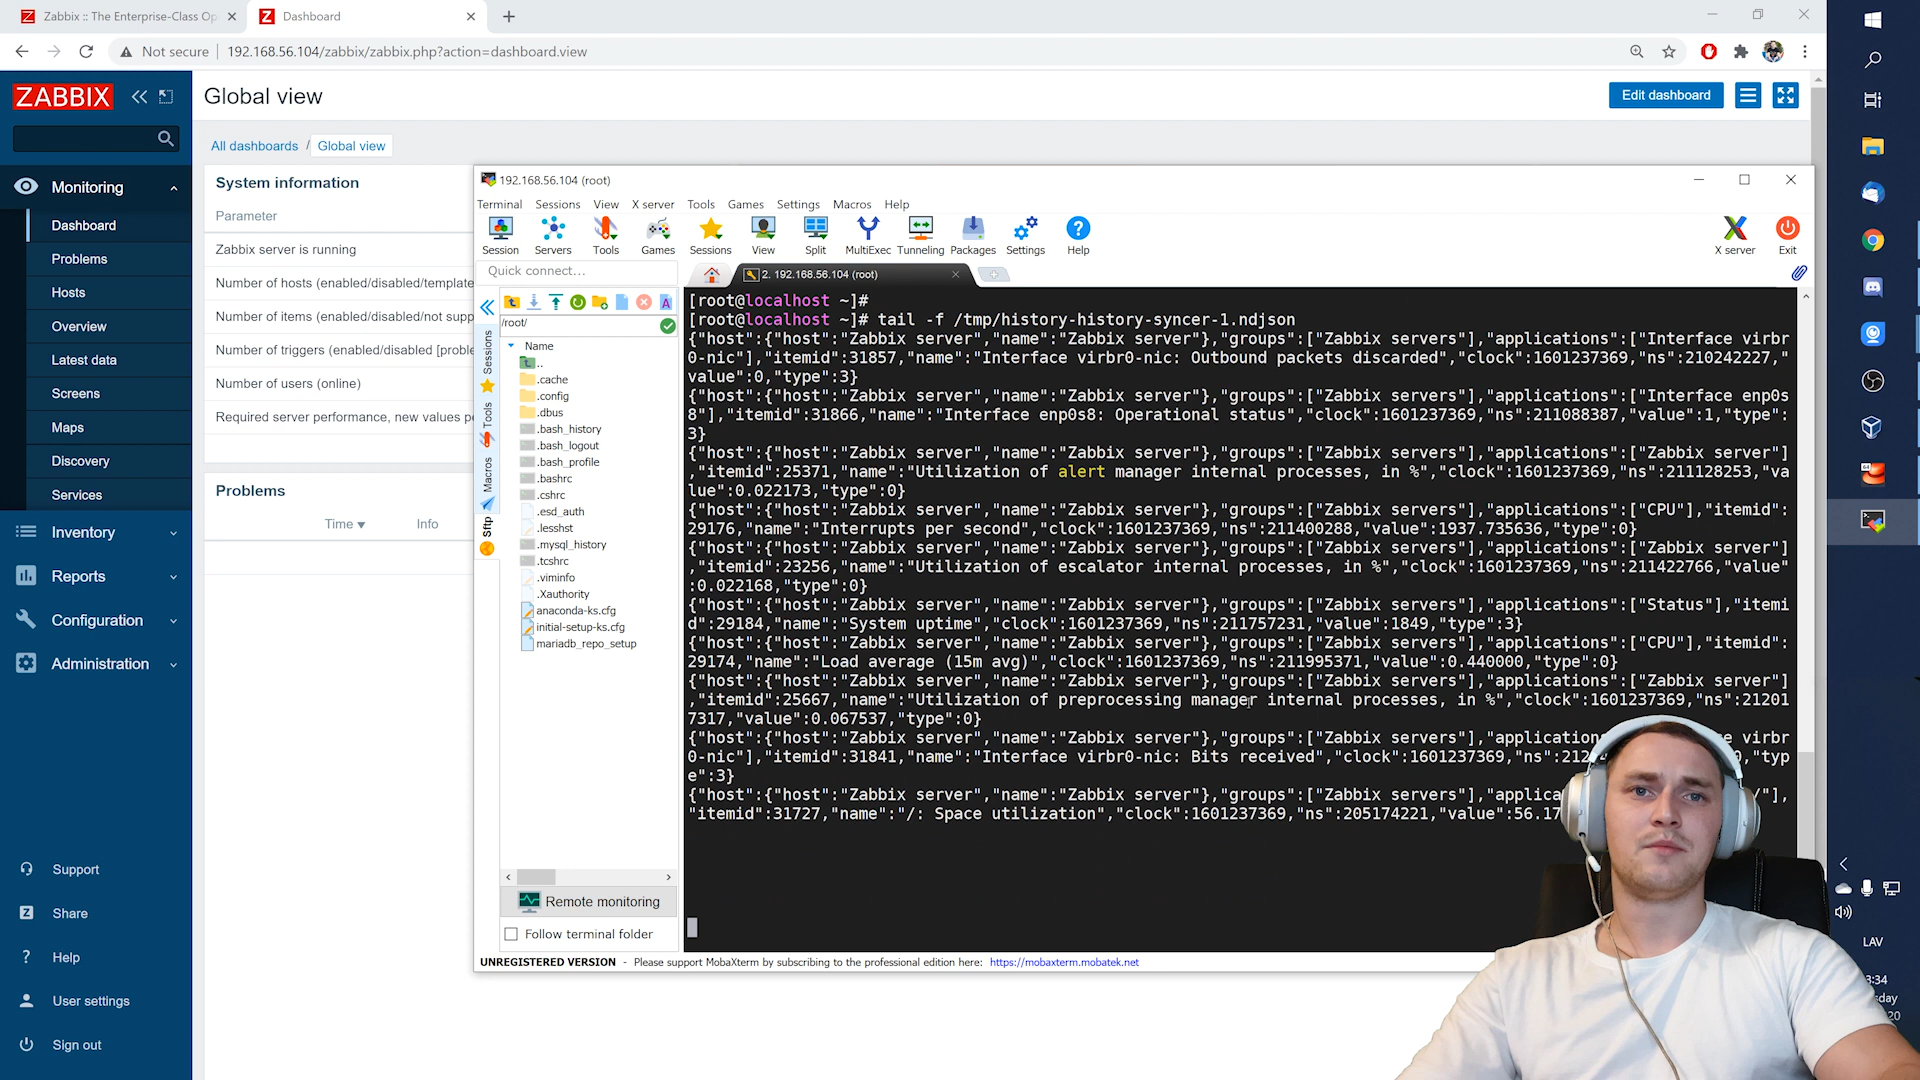 Zabbix :: The Enterprise-Class Op
Dashboard
Not secure
192.168.56.104/zabbix/zabbix.php?action=dashboard.view
ZABBIX
Global view
Edit dashboard
All dashboards / Global view
Monitoring
Dashboard
Problems
Hosts
Overview
Latest data
Screens
Maps
Discovery
Services
Inventory
Reports
Configuration
Administration
Support
Share
Help
User settings
Sign out
System information
Parameter
Zabbix server is running
Number of hosts (enabled/disabled/template
Number of items (enabled/disabled/not supp
Number of triggers (enabled/disabled [proble
Number of users (online)
Required server performance, new values pe
Problems
Time
Info
192.168.56.104 (root)
Terminal Sessions View X server Tools Games Settings Macros Help
Session Servers Tools Games Sessions View Split MultiExec Tunneling Packages Settings Help
X server Exit
Quick connect...
2. 192.168.56.104 (root)
Sessions
Tools
Macros
Sftp
/root/
Name
..
.cache
.config
.dbus
.bash_history
.bash_logout
.bash_profile
.bashrc
.cshrc
.esd_auth
.lesshst
.mysql_history
.tcshrc
.viminfo
.Xauthority
anaconda-ks.cfg
initial-setup-ks.cfg
mariadb_repo_setup
Remote monitoring
Follow terminal folder
[root@localhost ~]#
[root@localhost ~]# tail -f /tmp/history-history-syncer-1.ndjson
{"host":{"host":"Zabbix server","name":"Zabbix server"},"groups":["Zabbix servers"],"applications":["Interface virbr
0-nic"],"itemid":31857,"name":"Interface virbr0-nic: Outbound packets discarded","clock":1601237369,"ns":210242227,"
value":0,"type":3}
{"host":{"host":"Zabbix server","name":"Zabbix server"},"groups":["Zabbix servers"],"applications":["Interface enp0s
8"],"itemid":31866,"name":"Interface enp0s8: Operational status","clock":1601237369,"ns":211088387,"value":1,"type":
3}
{"host":{"host":"Zabbix server","name":"Zabbix server"},"groups":["Zabbix servers"],"applications":["Zabbix server"]
,"itemid":25371,"name":"Utilization of alert manager internal processes, in %","clock":1601237369,"ns":211128253,"va
lue":0.022173,"type":0}
{"host":{"host":"Zabbix server","name":"Zabbix server"},"groups":["Zabbix servers"],"applications":["CPU"],"itemid":
29176,"name":"Interrupts per second","clock":1601237369,"ns":211400288,"value":1937.735636,"type":0}
{"host":{"host":"Zabbix server","name":"Zabbix server"},"groups":["Zabbix servers"],"applications":["Zabbix server"]
,"itemid":23256,"name":"Utilization of escalator internal processes, in %","clock":1601237369,"ns":211422766,"value"
:0.022168,"type":0}
{"host":{"host":"Zabbix server","name":"Zabbix server"},"groups":["Zabbix servers"],"applications":["Status"],"itemi
d":29184,"name":"System uptime","clock":1601237369,"ns":211757231,"value":1849,"type":3}
{"host":{"host":"Zabbix server","name":"Zabbix server"},"groups":["Zabbix servers"],"applications":["CPU"],"itemid":
29174,"name":"Load average (15m avg)","clock":1601237369,"ns":211995371,"value":0.440000,"type":0}
{"host":{"host":"Zabbix server","name":"Zabbix server"},"groups":["Zabbix servers"],"applications":["Zabbix server"]
,"itemid":25667,"name":"Utilization of preprocessing manager internal processes, in %","clock":1601237369,"ns":21201
7317,"value":0.067537,"type":0}
{"host":{"host":"Zabbix server","name":"Zabbix server"},"groups":["Zabbix servers"],"applications" virbr
0-nic"],"itemid":31841,"name":"Interface virbr0-nic: Bits received","clock":1601237369,"ns":212 "typ
e":3}
{"host":{"host":"Zabbix server","name":"Zabbix server"},"groups":["Zabbix servers"],"applica /"],
"itemid":31727,"name":"/: Space utilization","clock":1601237369,"ns":205174221,"value":56.17
UNREGISTERED VERSION - Please support MobaXterm by subscribing to the professional edition here: https://mobaxterm.mobatek.net
LAV